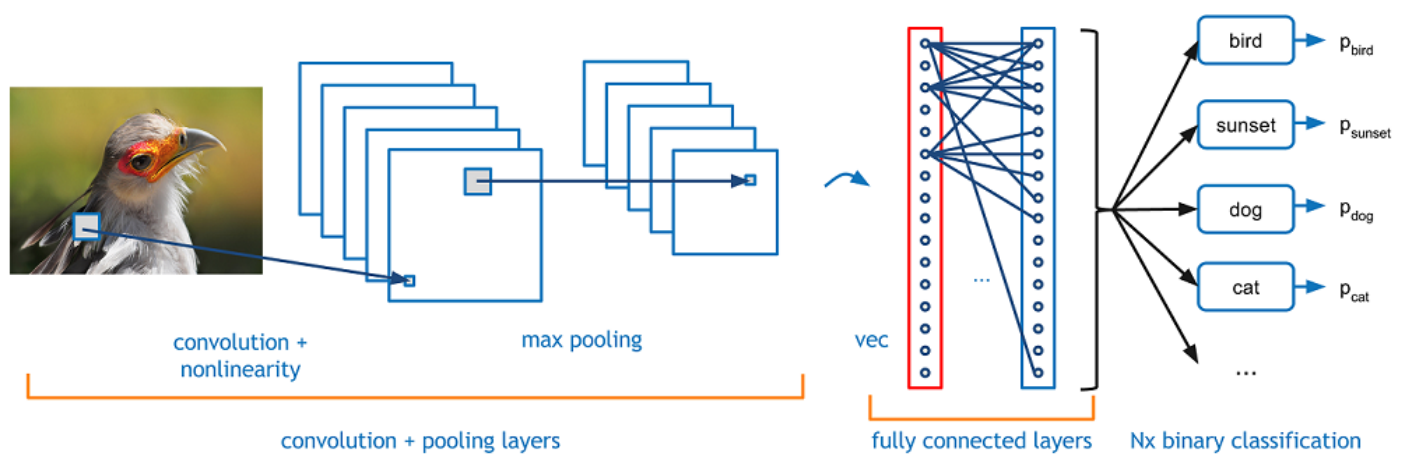 bird
p_bird
sunset
p_sunset
dog
p_dog
cat
p_cat
...
...
convolution +
nonlinearity
max pooling
vec
convolution + pooling layers
fully connected layers
Nx binary classification